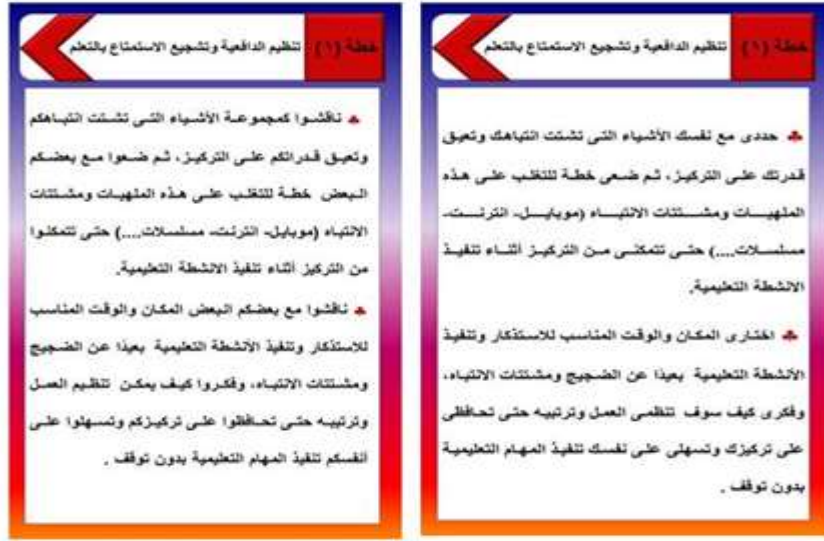 خطة (١) تنظيم الدافعية وتشجيع الاستمتاع بالتعلم
♣ حددى مع نفسك الأشياء التى تشتت انتباهك وتعيق
قدرتك على التركيز، ثم ضعى خطة للتغلب على هذه
الملهيات ومشتتات الانتباه (موبايل- انترنت-
مسلسلات....) حتى تتمكنى من التركيز أثناء تنفيذ
الانشطة التعليمية.
♣ اختارى المكان والوقت المناسب للاستذكار وتنفيذ
الأنشطة التعليمية بعيدًا عن الضجيج ومشتتات الانتباه،
وفكرى كيف سوف تنظمى العمل وترتيبه حتى تحافظى
على تركيزك وتسهلى على نفسك تنفيذ المهام التعليمية
بدون توقف .
خطة (١) تنظيم الدافعية وتشجيع الاستمتاع بالتعلم
♣ ناقشوا كمجموعة الأشياء التى تشتت انتباهكم
وتعيق قدراتكم على التركيز، ثم ضعوا مع بعضكم
البعض خطة للتغلب على هذه الملهيات ومشتتات
الانتباه (موبايل- انترنت- مسلسلات....) حتى تتمكنوا
من التركيز أثناء تنفيذ الانشطة التعليمية.
♣ ناقشوا مع بعضكم البعض المكان والوقت المناسب
للاستذكار وتنفيذ الأنشطة التعليمية بعيدًا عن الضجيج
ومشتتات الانتباه، وفكروا كيف يمكن تنظيم العمل
وترتيبه حتى تحافظوا على تركيزكم وتسهلوا على
أنفسكم تنفيذ المهام التعليمية بدون توقف .